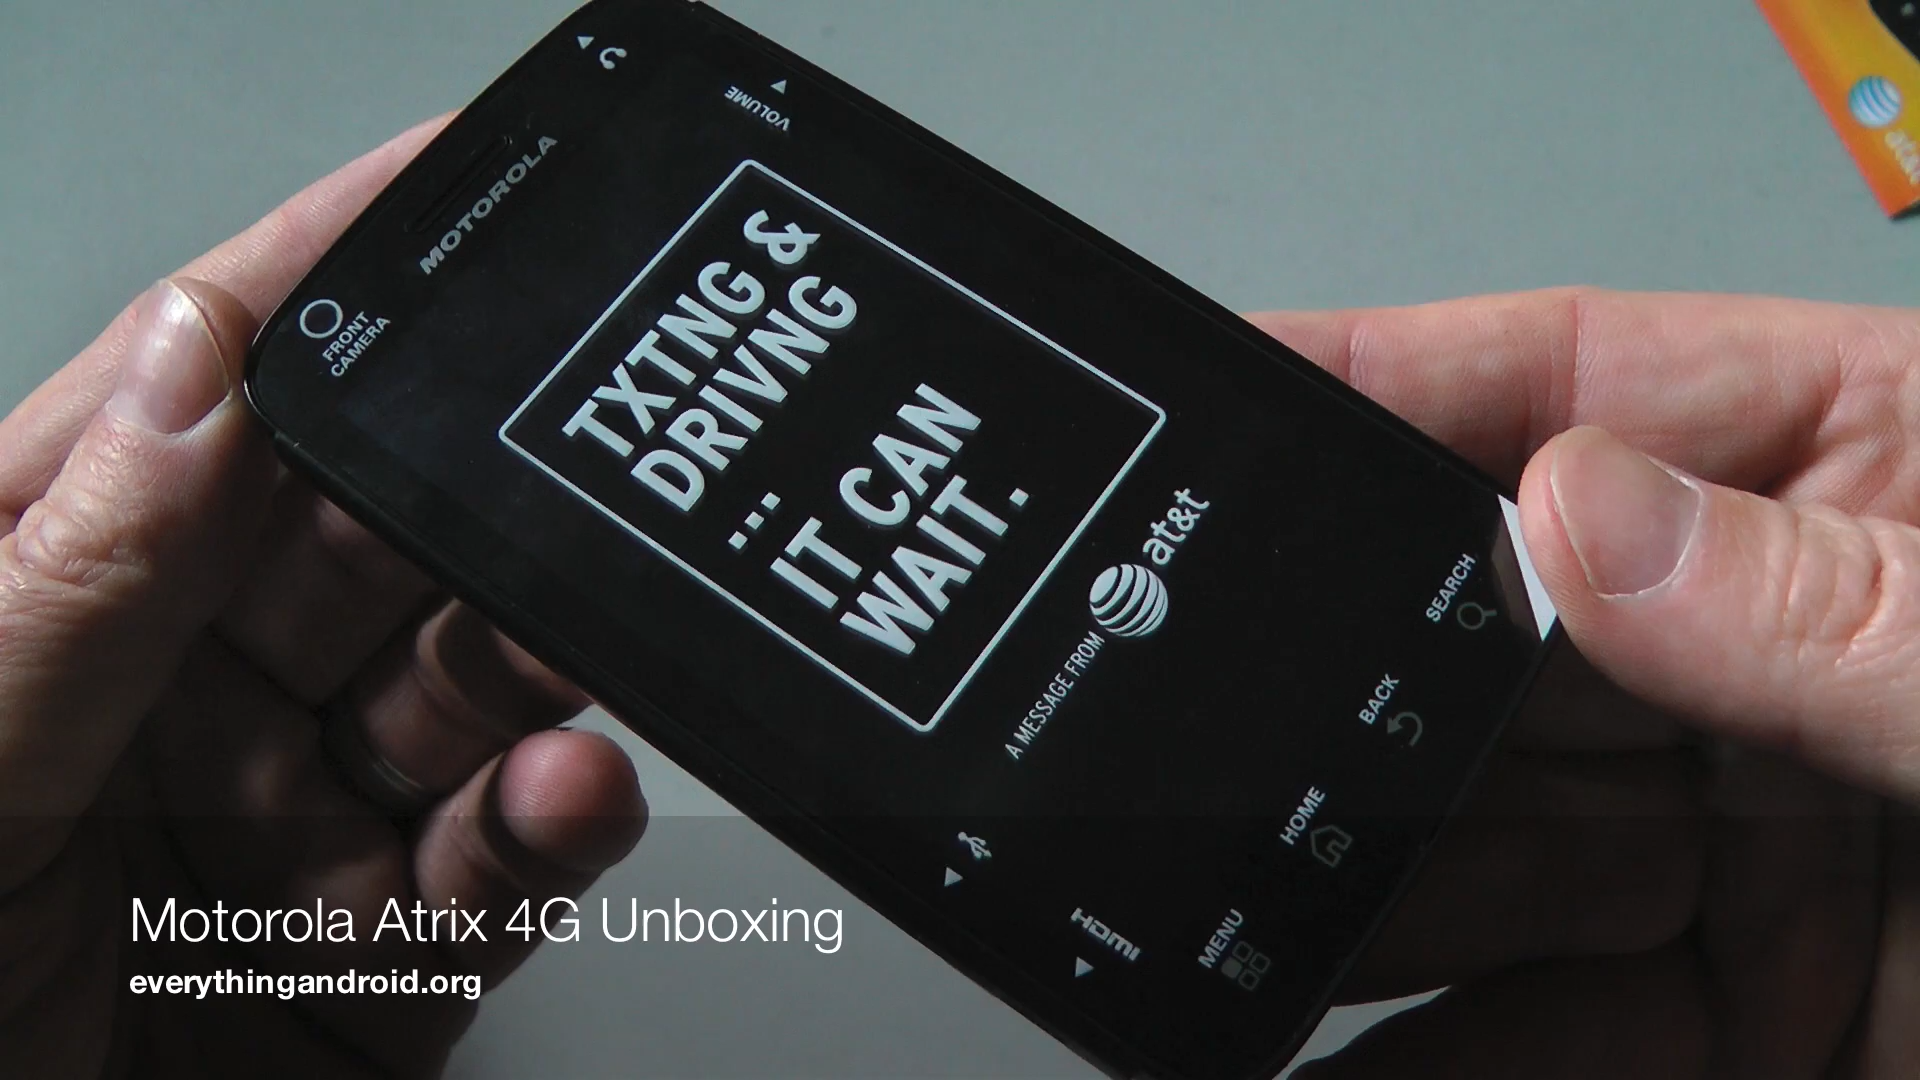 VOLUME
MOTOROLA
FRONT
CAMERA
TXTNG &
DRIVNG
...
IT CAN
WAIT.
A MESSAGE FROM at&t
SEARCH
BACK
HOME
MENU
HDMI
at&t
Motorola Atrix 4G Unboxing
everythingandroid.org